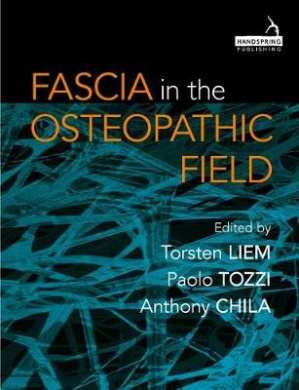 HANDSPRING
PUBLISHING
FASCIA in the
OSTEOPATHIC
FIELD
Edited by
Torsten LIEM
Paolo TOZZI
Anthony CHILA